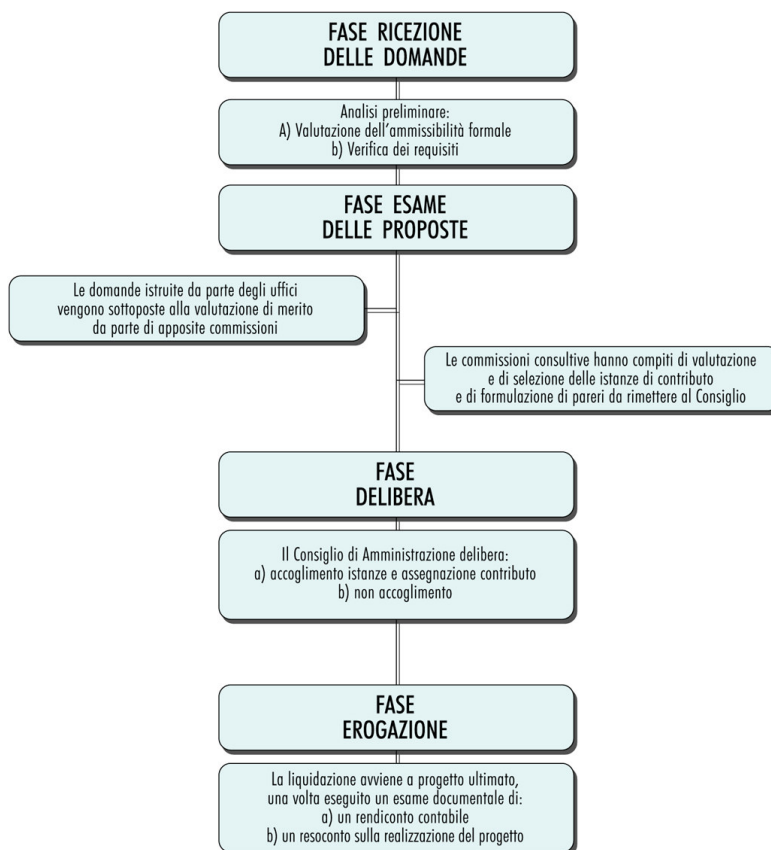 FASE RICEZIONE
DELLE DOMANDE
Analisi preliminare:
A) Valutazione dell'ammissibilità formale
b) Verifica dei requisiti
FASE ESAME
DELLE PROPOSTE
Le domande istruite da parte degli uffici
vengono sottoposte alla valutazione di merito
da parte di apposite commissioni
Le commissioni consultive hanno compiti di valutazione
e di selezione delle istanze di contributo
e di formulazione di pareri da rimettere al Consiglio
FASE
DELIBERA
Il Consiglio di Amministrazione delibera:
a) accoglimento istanze e assegnazione contributo
b) non accoglimento
FASE
EROGAZIONE
La liquidazione avviene a progetto ultimato,
una volta eseguito un esame documentale di:
a) un rendiconto contabile
b) un resoconto sulla realizzazione del progetto